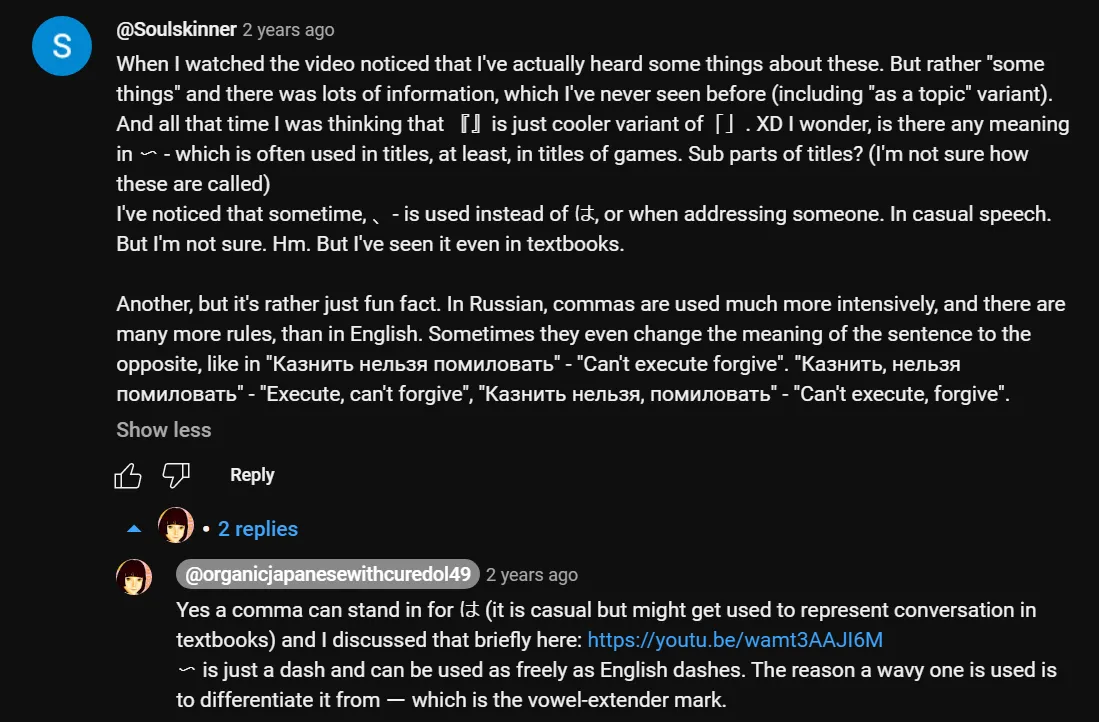 S
@Soulskinner 2 years ago
When I watched the video noticed that I've actually heard some things about these. But rather "some
things" and there was lots of information, which I've never seen before (including "as a topic" variant).
And all that time I was thinking that 『』is just cooler variant of「」. XD I wonder, is there any meaning
in 〜 - which is often used in titles, at least, in titles of games. Sub parts of titles? (I'm not sure how
these are called)
I've noticed that sometime, 、- is used instead of は, or when addressing someone. In casual speech.
But I'm not sure. Hm. But I've seen it even in textbooks.
Another, but it's rather just fun fact. In Russian, commas are used much more intensively, and there are
many more rules, than in English. Sometimes they even change the meaning of the sentence to the
opposite, like in "Казнить нельзя помиловать" - "Can't execute forgive". "Казнить, нельзя
помиловать" - "Execute, can't forgive", "Казнить нельзя, помиловать" - "Can't execute, forgive".
Show less
Reply
• 2 replies
@organicjapanesewithcuredol49 2 years ago
Yes a comma can stand in for は (it is casual but might get used to represent conversation in
textbooks) and I discussed that briefly here: https://youtu.be/wamt3AAJI6M
〜 is just a dash and can be used as freely as English dashes. The reason a wavy one is used is
to differentiate it from ー which is the vowel-extender mark.